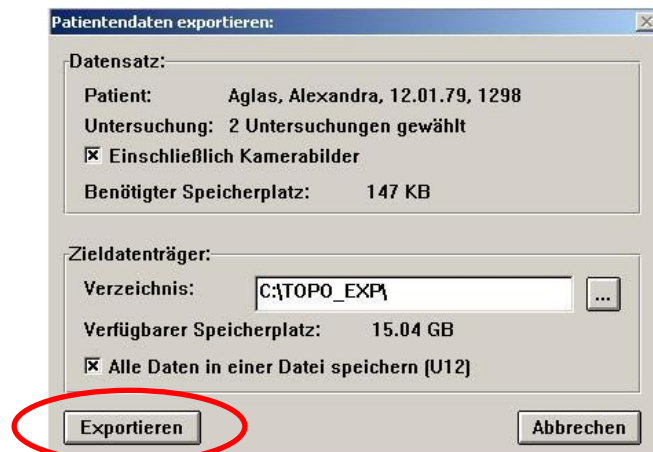 Patientendaten exportieren:
Datensatz:
Patient: Aglas, Alexandra, 12.01.79, 1298
Untersuchung: 2 Untersuchungen gewählt
Einschließlich Kamerabilder
Benötigter Speicherplatz: 147 KB
Zieldatenträger:
Verzeichnis: C:\TOPO_EXP\ ...
Verfügbarer Speicherplatz: 15.04 GB
Alle Daten in einer Datei speichern (U12)
Exportieren Abbrechen